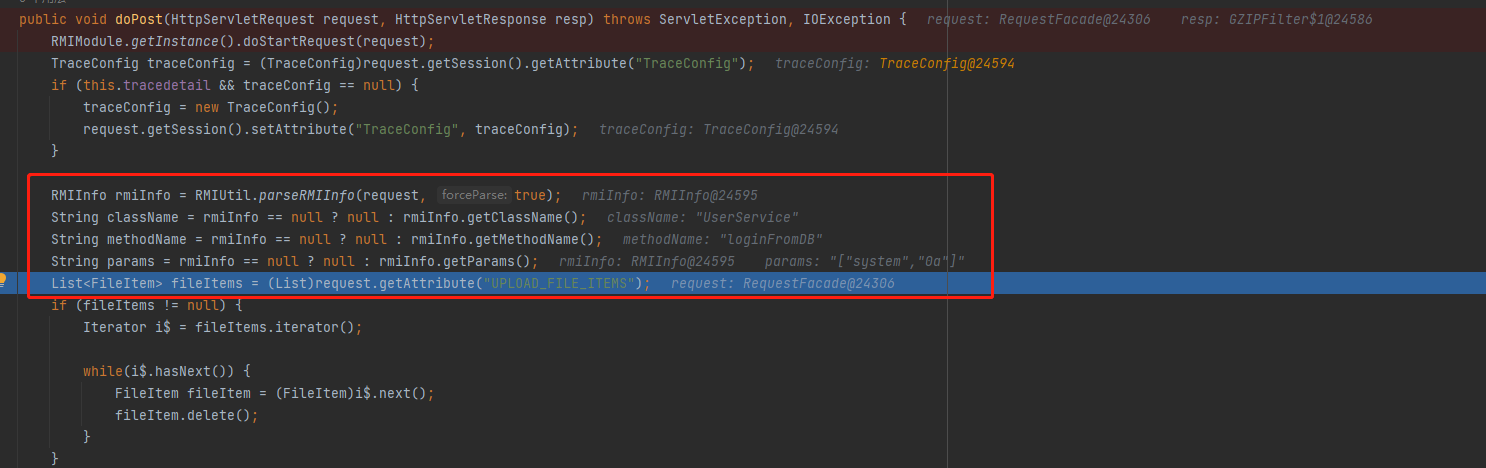 public void doPost(HttpServletRequest request, HttpServletResponse resp) throws ServletException, IOException { request: RequestFacade@24306 resp: GZIPFilter$1@24586
RMIModule.getInstance().doStartRequest(request);
TraceConfig traceConfig = (TraceConfig)request.getSession().getAttribute("TraceConfig"); traceConfig: TraceConfig@24594
if (this.tracedetail && traceConfig == null) {
traceConfig = new TraceConfig();
request.getSession().setAttribute("TraceConfig", traceConfig); traceConfig: TraceConfig@24594
}
RMIInfo rmiInfo = RMIUtil.parseRMIInfo(request, forceParse: true); rmiInfo: RMIInfo@24595
String className = rmiInfo == null ? null : rmiInfo.getClassName(); className: "UserService"
String methodName = rmiInfo == null ? null : rmiInfo.getMethodName(); methodName: "loginFromDB"
String params = rmiInfo == null ? null : rmiInfo.getParams(); rmiInfo: RMIInfo@24595 params: "["system","0a"]"
List<FileItem> fileItems = (List)request.getAttribute("UPLOAD_FILE_ITEMS"); request: RequestFacade@24306
if (fileItems != null) {
Iterator i$ = fileItems.iterator();
while(i$.hasNext()) {
FileItem fileItem = (FileItem)i$.next();
fileItem.delete();
}
}